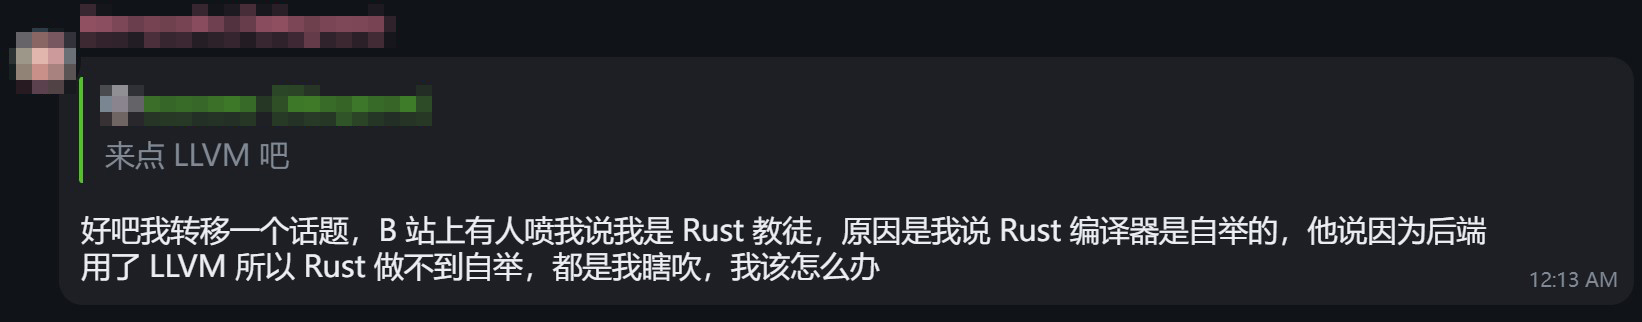 来点 LLVM 吧
好吧我转移一个话题，B 站上有人喷我说我是 Rust 教徒，原因是我说 Rust 编译器是自举的，他说因为后端
用了 LLVM 所以 Rust 做不到自举，都是我瞎吹，我该怎么办
12:13 AM